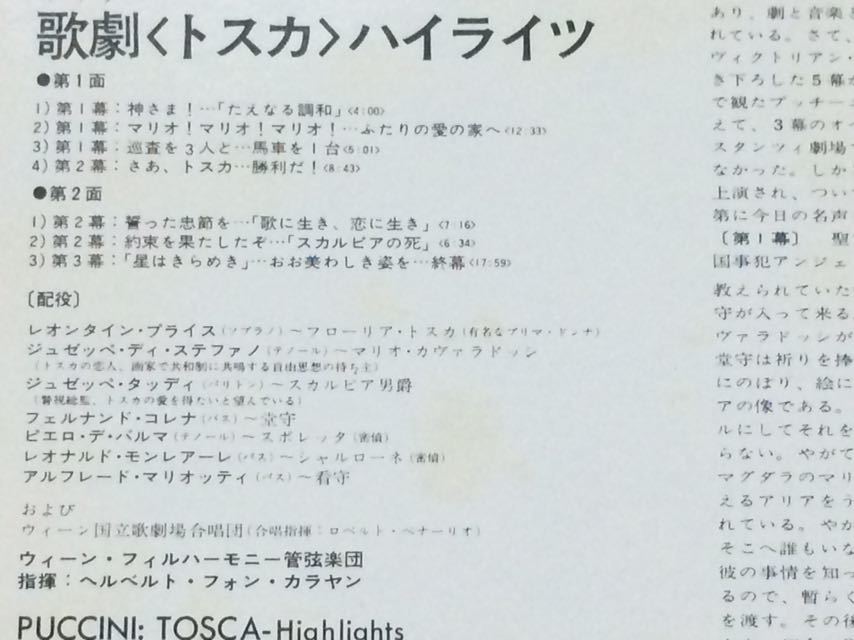 歌劇<トスカ>ハイライツ
●第1面
1)第1幕:神さま!…「たえなる調和」<4:00>
2)第1幕:マリオ!マリオ!マリオ!…ふたりの愛の家へ<12:33>
3)第1幕:巡査を3人と…馬車を1台<5:01>
4)第2幕:さあ、トスカ…勝利だ!<8:43>
●第2面
1)第2幕:誓った忠節を…「歌に生き、恋に生き」<7:16>
2)第2幕:約束を果たしたぞ…「スカルピアの死」<6:34>
3)第3幕:「星はきらめき」…おお美わしき姿を…終幕<17:59>
〔配役〕
レオンタイン・プライス(ソプラノ)〜フローリア・トスカ(有名なプリマ・ドンナ)
ジュゼッペ・ディ・ステファノ(テノール)〜マリオ・カヴァラドッシ
(トスカの恋人、画家で共和制に共鳴する自由思想の持ち主)
ジュゼッペ・タッディ(バリトン)〜スカルピア男爵
(警視総監、トスカの愛を得たいと望んでいる)
フェルナンド・コレナ(バス)〜堂守
ピエロ・デ・パルマ(テノール)〜スポレッタ(密偵)
レオナルド・モンレアーレ(バス)〜シャルローネ(密偵)
アルフレード・マリオッティ(バス)〜看守
および
ウィーン国立歌劇場合唱団(合唱指揮:ロベルト・ベナーリオ)
ウィーン・フィルハーモニー管弦楽団
指揮:ヘルベルト・フォン・カラヤン
PUCCINI: TOSCA-Highlights
あり、劇と音楽と
れている。さて、
ヴィクトリアン・
き下ろした5幕が
で観たプッチーニ
えて、3幕のオ
スタンツィ劇場で
なかった。しか
上演され、つい
第に今日の名声
〔第1幕〕 聖
国事犯アンジェ
教えられていた
守が入って来る
ヴァラドッシが
堂守は祈りを捧
にのぼり、絵に
アの像である。
ルにしてそれを
らない。やがて
マグダラのマリ
えるアリアをう
れている。やが
そこへ誰もいな
彼の事情を知っ
るので、暫らく
を渡す。その後